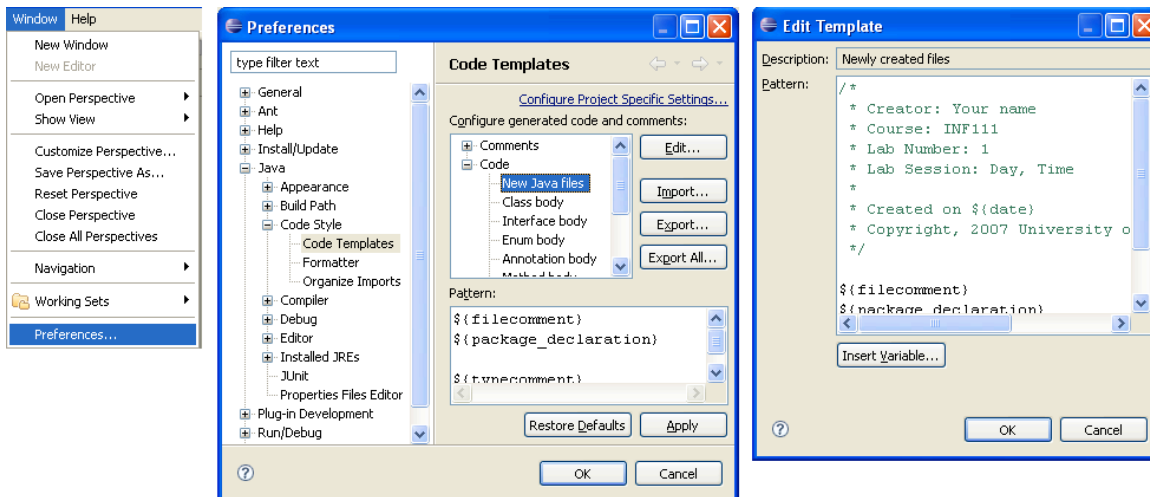 Window Help
New Window
New Editor
Open Perspective
Show View
Customize Perspective...
Save Perspective As...
Reset Perspective
Close Perspective
Close All Perspectives
Navigation
Working Sets
Preferences...
Preferences
type filter text
General
Ant
Help
Install/Update
Java
Appearance
Build Path
Code Style
Code Templates
Formatter
Organize Imports
Compiler
Debug
Editor
Installed JREs
JUnit
Properties Files Editor
Plug-in Development
Run/Debug
Code Templates
Configure Project Specific Settings...
Configure generated code and comments:
Comments
Code
New Java files
Class body
Interface body
Enum body
Annotation body
Method body
Edit...
Import...
Export...
Export All...
Pattern:
${filecomment}
${package_declaration}
${typecomment}
Restore Defaults Apply
? OK Cancel
Edit Template
Description: Newly created files
Pattern:
/*
* Creator: Your name
* Course: INF111
* Lab Number: 1
* Lab Session: Day, Time
*
* Created on ${date}
* Copyright, 2007 University o
*/
${filecomment}
${package_declaration}
Insert Variable...
? OK Cancel